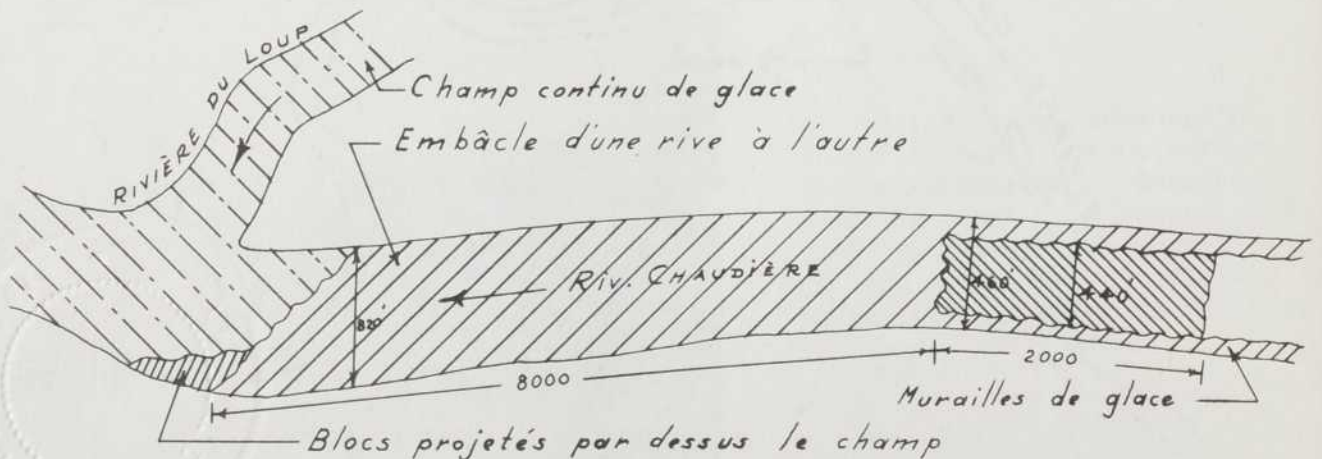 RIVIÈRE DU LOUP
Champ continu de glace
Embâcle d'une rive à l'autre
RIV. CHAUDIÈRE
820'
460'
440'
8000
2000
Murailles de glace
Blocs projetés par dessus le champ